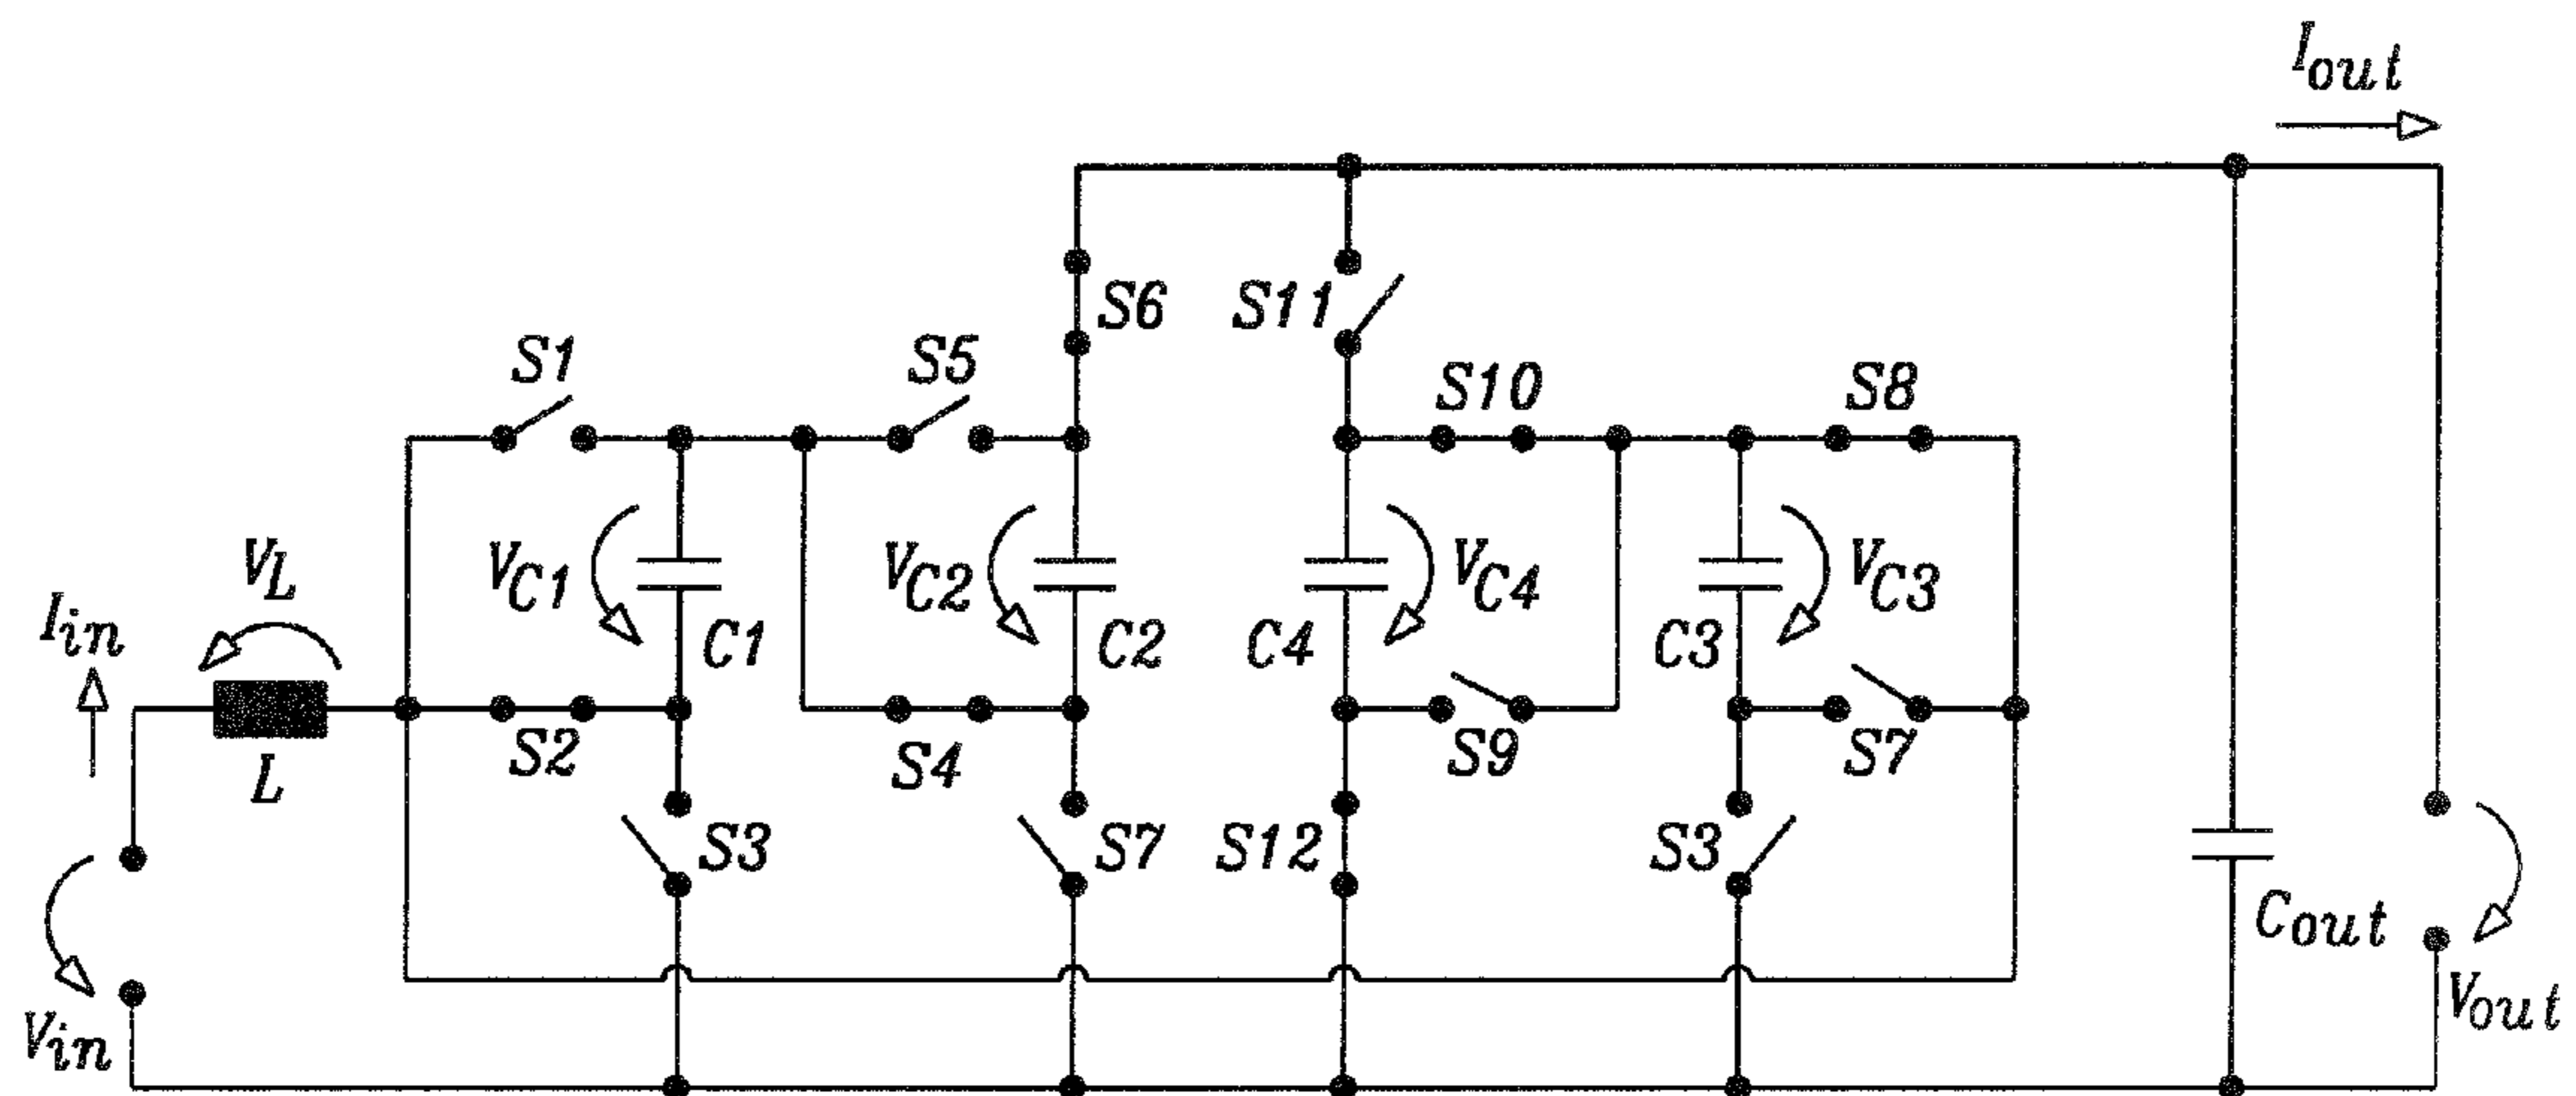 Iout
S6
S11
S1
S5
S10
S8
VL
VC1
VC2
VC4
VC3
Iin
C1
C2
C4
C3
L
S2
S4
S9
S7
S3
S7
S12
S3
Cout
Vin
Vout